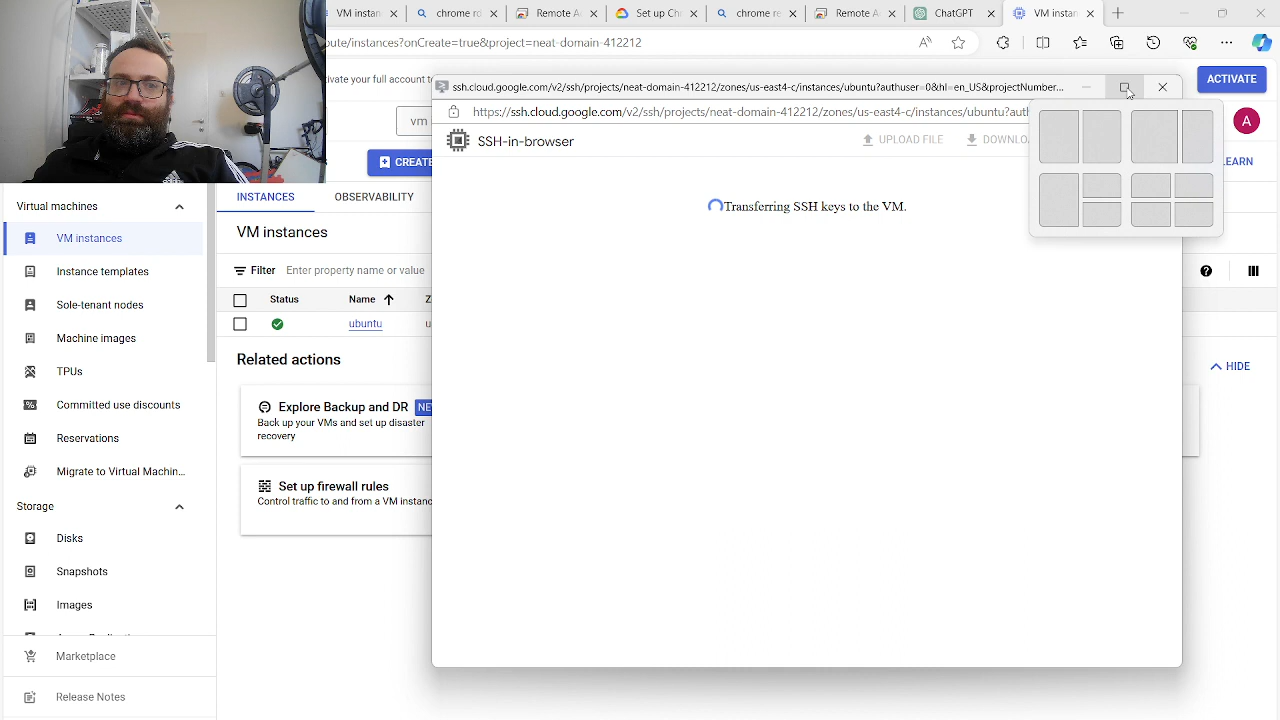 VM instan
chrome ro
Remote A
Set up Ch
chrome re
Remote A
ChatGPT
VM instan
oute/instances?onCreate=true&project=neat-domain-412212
ivate your full account t
ACTIVATE
ssh.cloud.google.com/v2/ssh/projects/neat-domain-412212/zones/us-east4-c/instances/ubuntu?authuser=0&hl=en_US&projectNumber...
https://ssh.cloud.google.com/v2/ssh/projects/neat-domain-412212/zones/us-east4-c/instances/ubuntu?aut
vm
A
SSH-in-browser
UPLOAD FILE
DOWNLO
CREATE
EARN
Transferring SSH keys to the VM.
INSTANCES
OBSERVABILITY
VM instances
Filter
Enter property name or value
Status
Name
Z
ubuntu
u
Related actions
HIDE
Explore Backup and DR
NE
Back up your VMs and set up disaster
recovery
Set up firewall rules
Control traffic to and from a VM instanc
Virtual machines
VM instances
Instance templates
Sole-tenant nodes
Machine images
TPUs
Committed use discounts
Reservations
Migrate to Virtual Machin...
Storage
Disks
Snapshots
Images
Marketplace
Release Notes